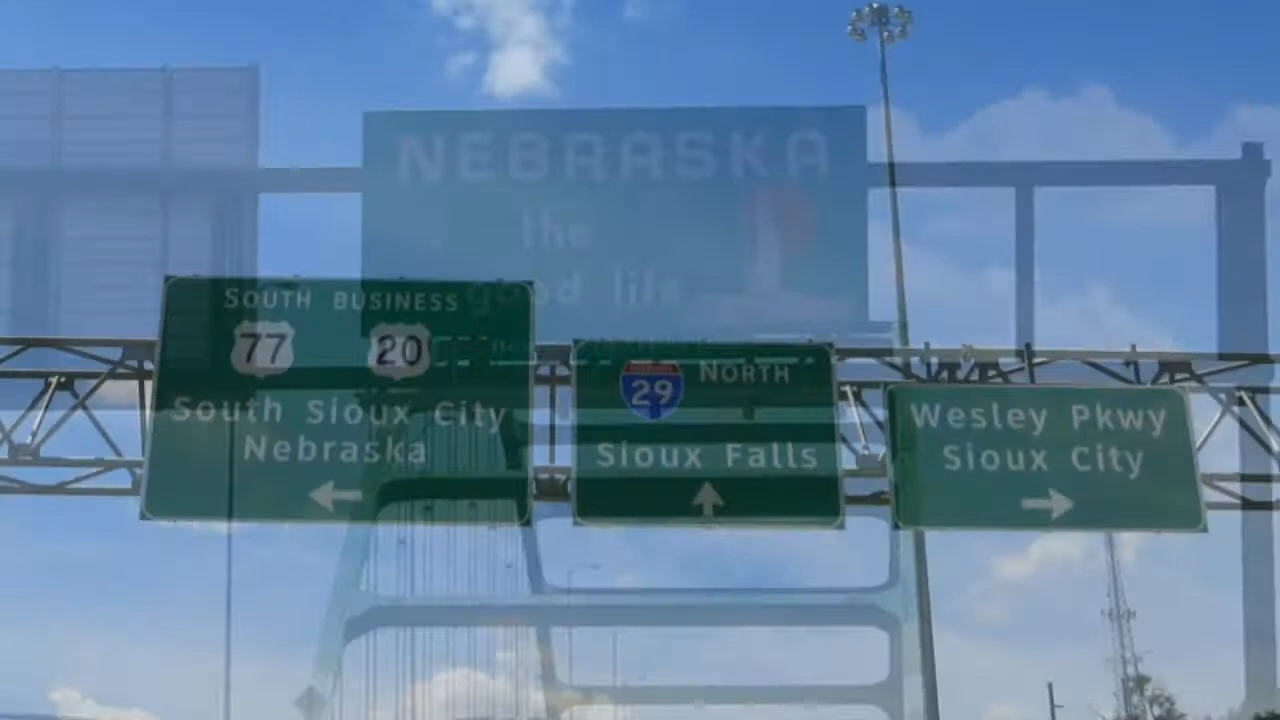 NEBRASKA
the
good life
SOUTH BUSINESS
77 20
South Sioux City
Nebraska
29 NORTH
Sioux Falls
Wesley Pkwy
Sioux City